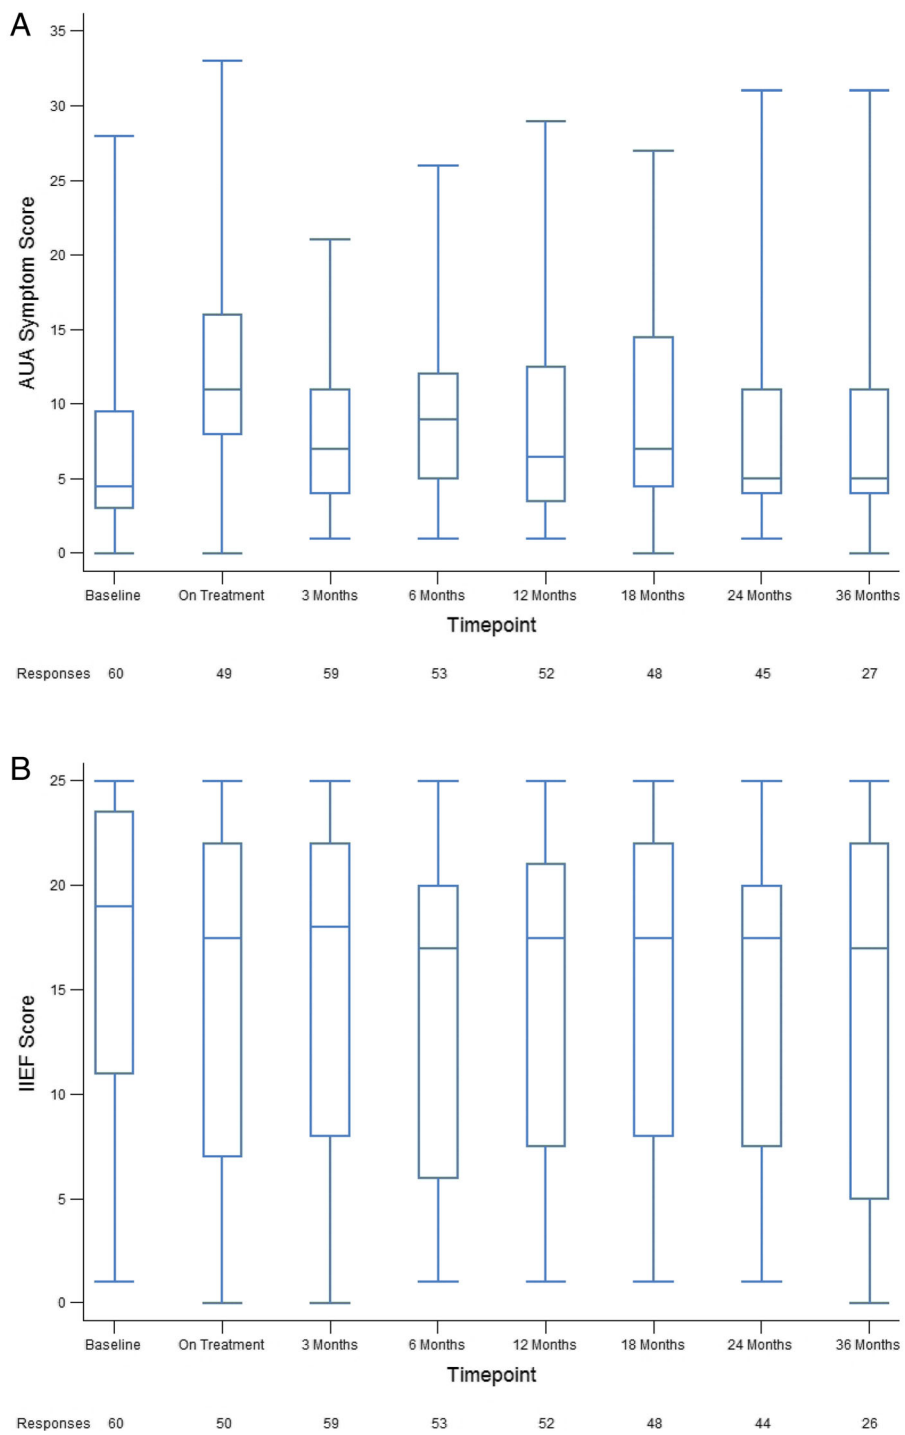 A
35
30
25
20
15
10
5
0
AUA Symptom Score
Baseline On Treatment 3 Months 6 Months 12 Months 18 Months 24 Months 36 Months
Timepoint
Responses 60 49 59 53 52 48 45 27
B
25
20
15
10
5
0
IIEF Score
Baseline On Treatment 3 Months 6 Months 12 Months 18 Months 24 Months 36 Months
Timepoint
Responses 60 50 59 53 52 48 44 26